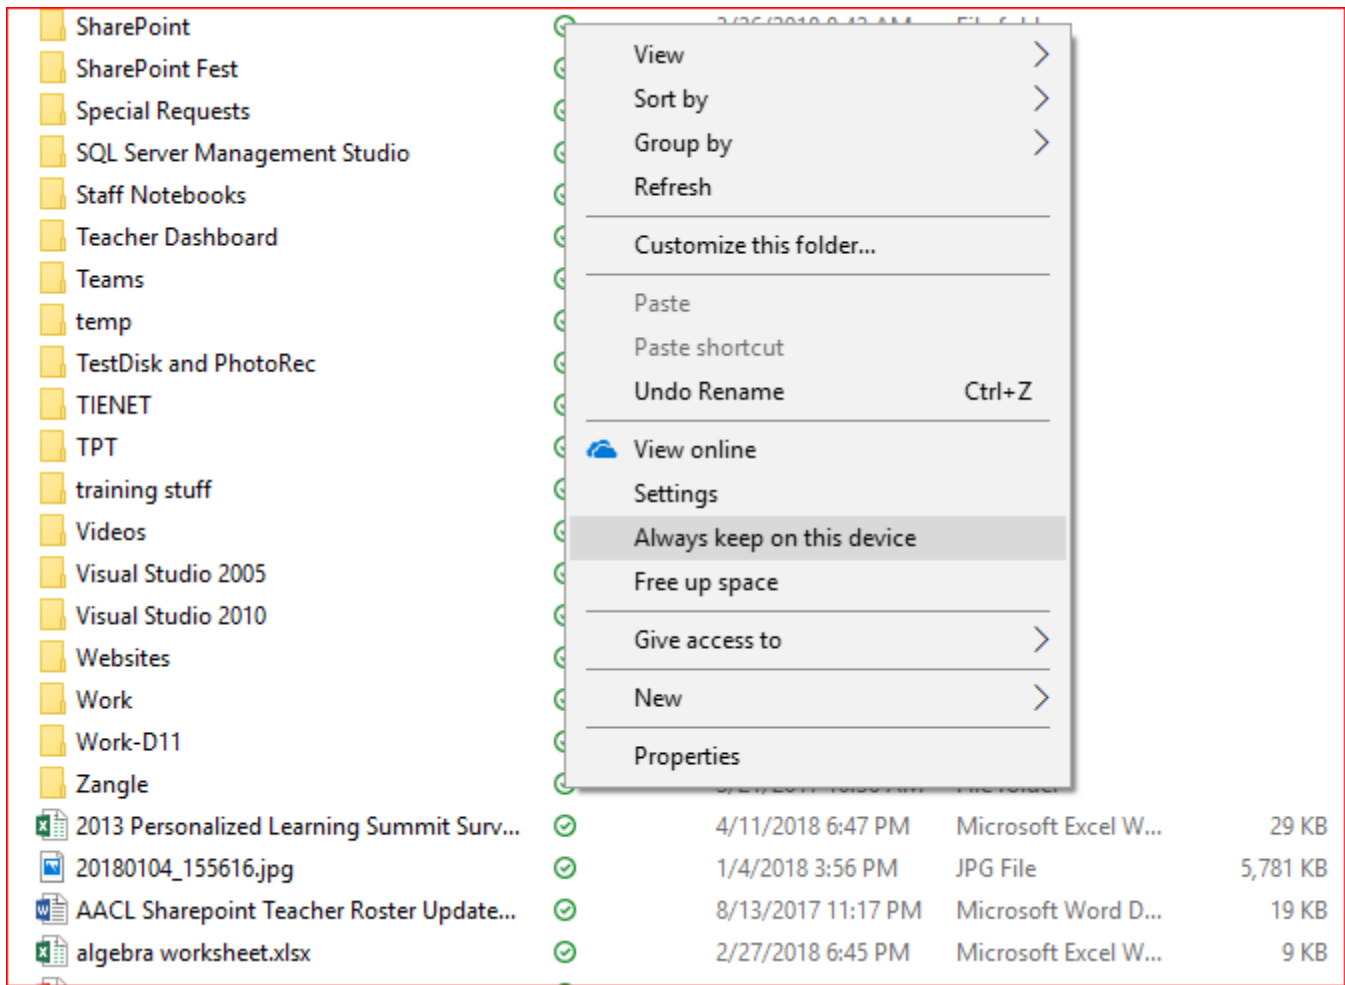 SharePoint
SharePoint Fest
Special Requests
SQL Server Management Studio
Staff Notebooks
Teacher Dashboard
Teams
temp
TestDisk and PhotoRec
TIENET
TPT
training stuff
Videos
Visual Studio 2005
Visual Studio 2010
Websites
Work
Work-D11
Zangle
View
Sort by
Group by
Refresh
Customize this folder...
Paste
Paste shortcut
Undo Rename Ctrl+Z
View online
Settings
Always keep on this device
Free up space
Give access to
New
Properties
2013 Personalized Learning Summit Surv... 4/11/2018 6:47 PM Microsoft Excel W... 29 KB
20180104_155616.jpg 1/4/2018 3:56 PM JPG File 5,781 KB
AACL Sharepoint Teacher Roster Update... 8/13/2017 11:17 PM Microsoft Word D... 19 KB
algebra worksheet.xlsx 2/27/2018 6:45 PM Microsoft Excel W... 9 KB